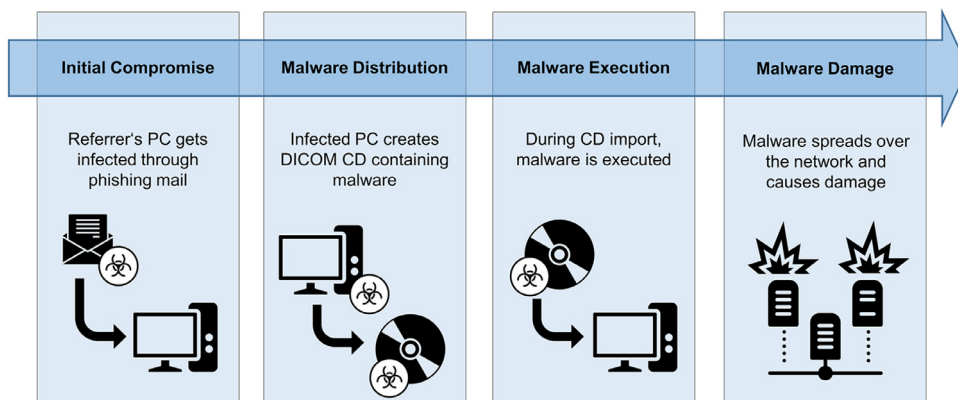 Initial Compromise
Referrer‘s PC gets
infected through
phishing mail
Malware Distribution
Infected PC creates
DICOM CD containing
malware
Malware Execution
During CD import,
malware is executed
Malware Damage
Malware spreads over
the network and
causes damage